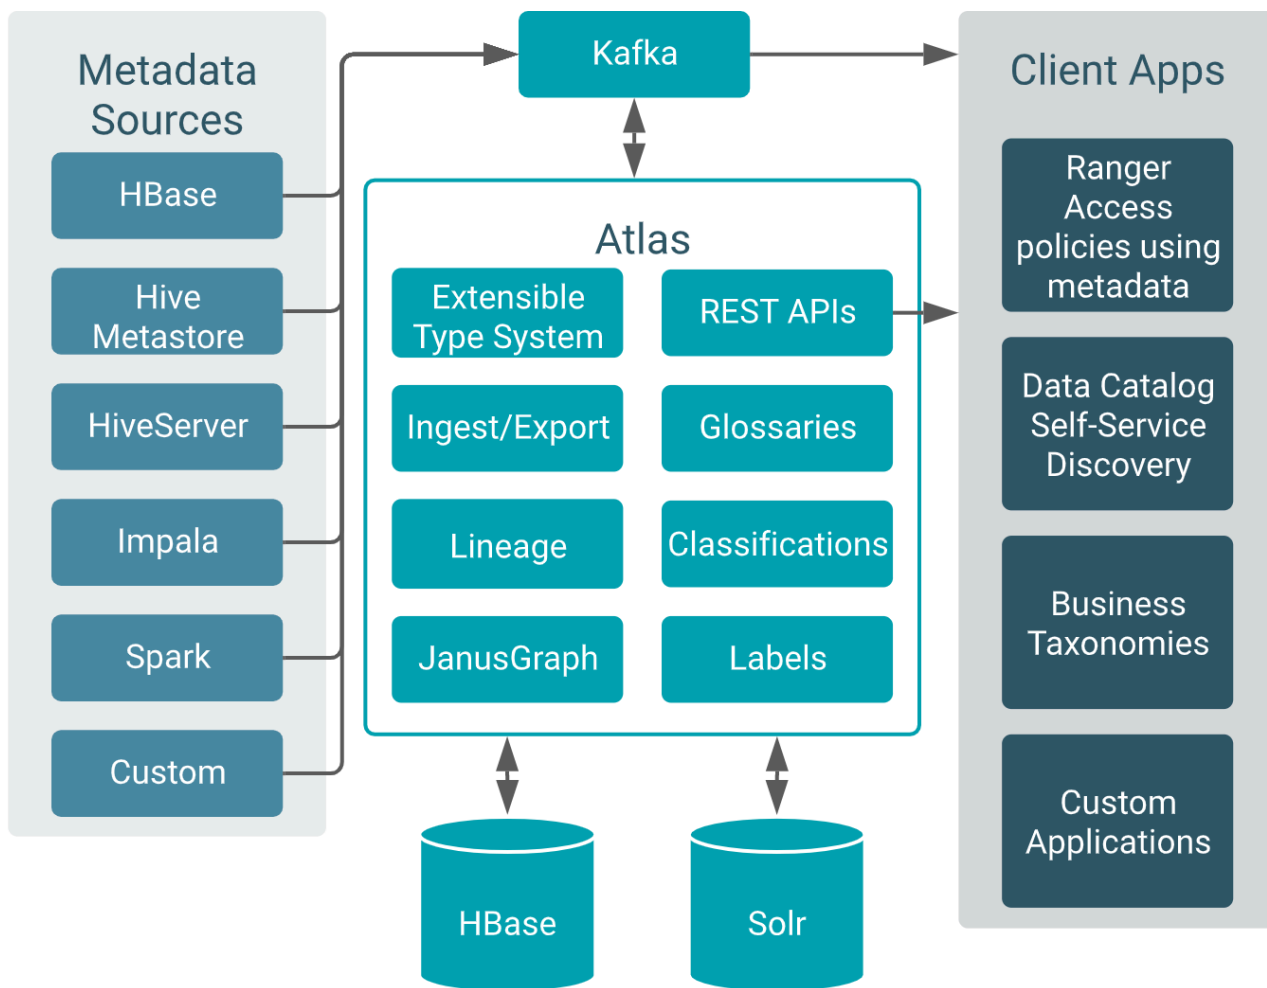 Metadata
Sources
HBase
Hive
Metastore
HiveServer
Impala
Spark
Custom
Kafka
Atlas
Extensible
Type System
REST APIs
Ingest/Export
Glossaries
Lineage
Classifications
JanusGraph
Labels
HBase
Solr
Client Apps
Ranger
Access
policies using
metadata
Data Catalog
Self-Service
Discovery
Business
Taxonomies
Custom
Applications